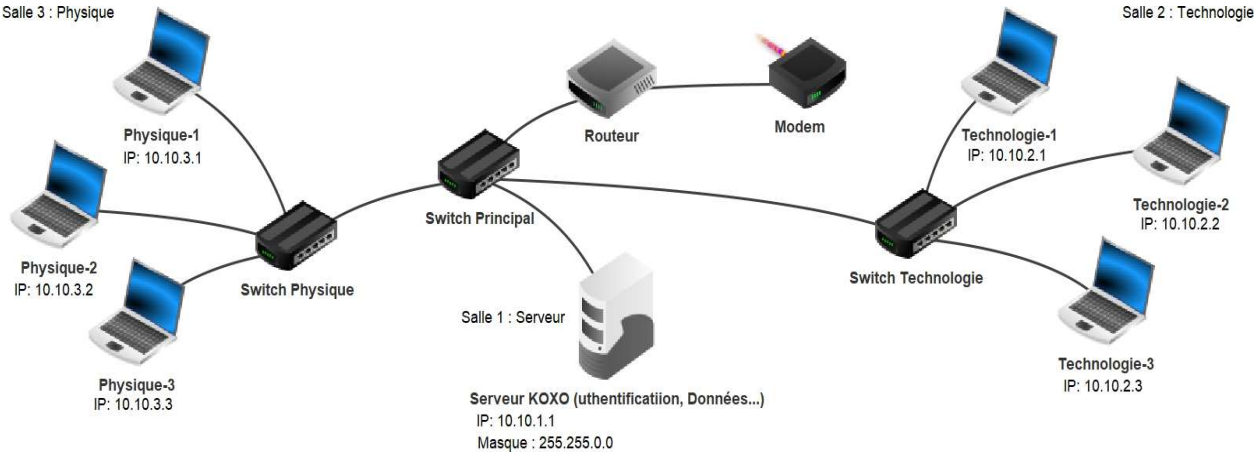 Salle 3 : Physique
Salle 2 : Technologie
Physique-1
IP: 10.10.3.1
Routeur
Modem
Technologie-1
IP: 10.10.2.1
Switch Principal
Technologie-2
IP: 10.10.2.2
Physique-2
IP: 10.10.3.2
Switch Physique
Switch Technologie
Salle 1 : Serveur
Physique-3
IP: 10.10.3.3
Technologie-3
IP: 10.10.2.3
Serveur KOXO (uthentificatiion, Données...)
IP: 10.10.1.1
Masque : 255.255.0.0